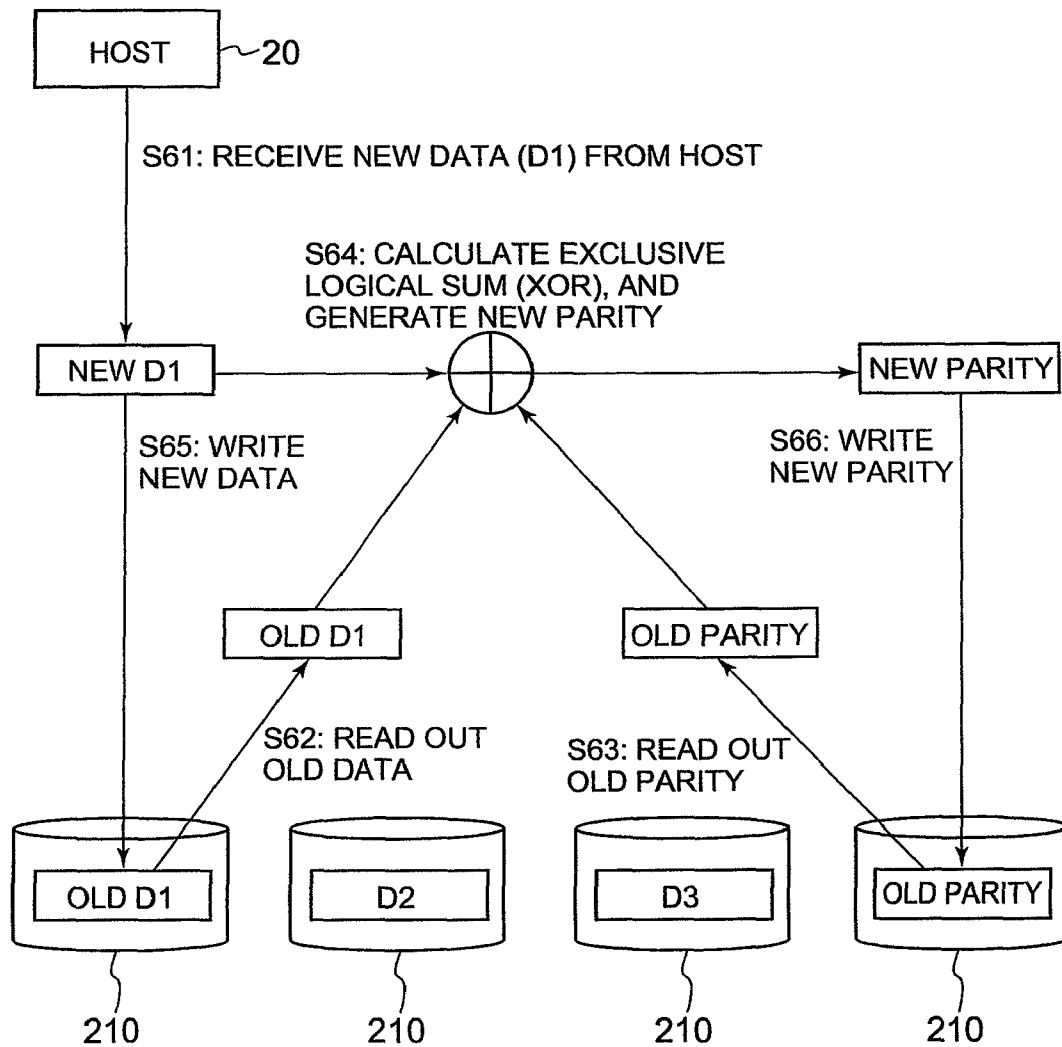 HOST
20
S61: RECEIVE NEW DATA (D1) FROM HOST
S64: CALCULATE EXCLUSIVE
LOGICAL SUM (XOR), AND
GENERATE NEW PARITY
NEW D1
NEW PARITY
S65: WRITE
NEW DATA
S66: WRITE
NEW PARITY
OLD D1
OLD PARITY
S62: READ OUT
OLD DATA
S63: READ OUT
OLD PARITY
OLD D1
D2
D3
OLD PARITY
210
210
210
210